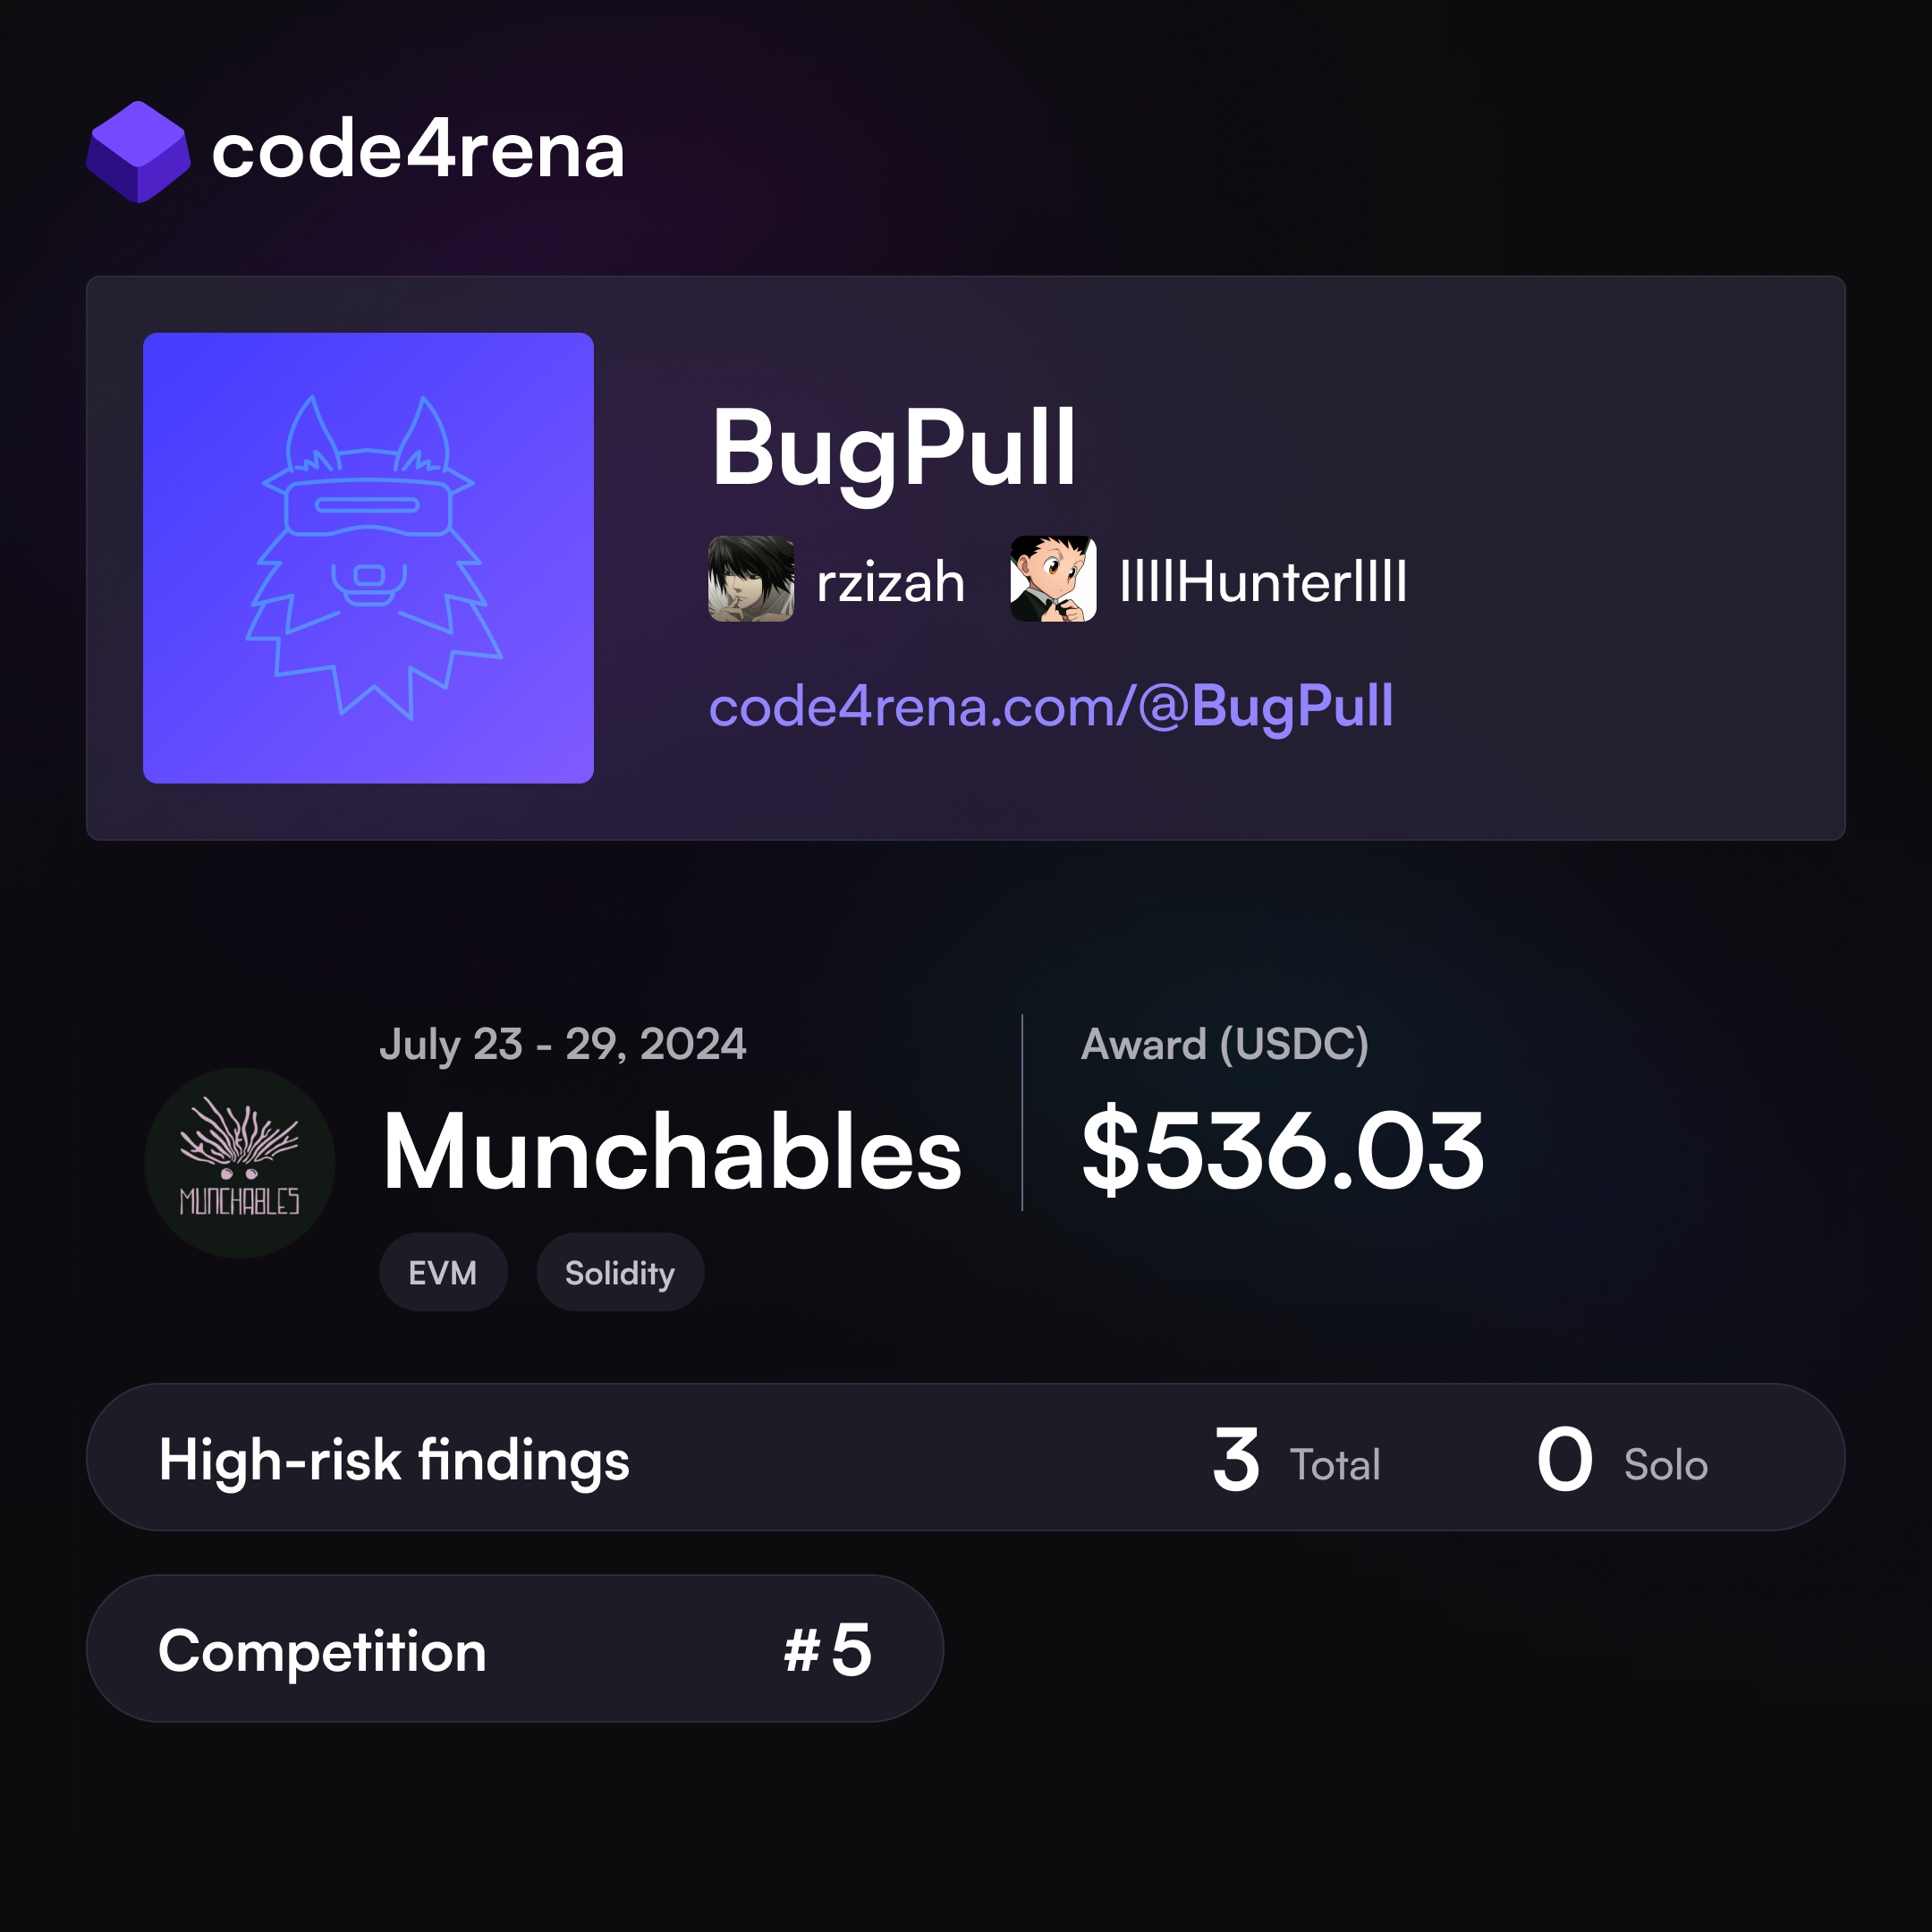 code4rena
BugPull
rzizah
IIIIHunterIIII
code4rena.com/@BugPull
July 23 - 29, 2024
Award (USDC)
Munchables
$536.03
MUNCHABLES
EVM
Solidity
High-risk findings
3 Total
0 Solo
Competition
#5